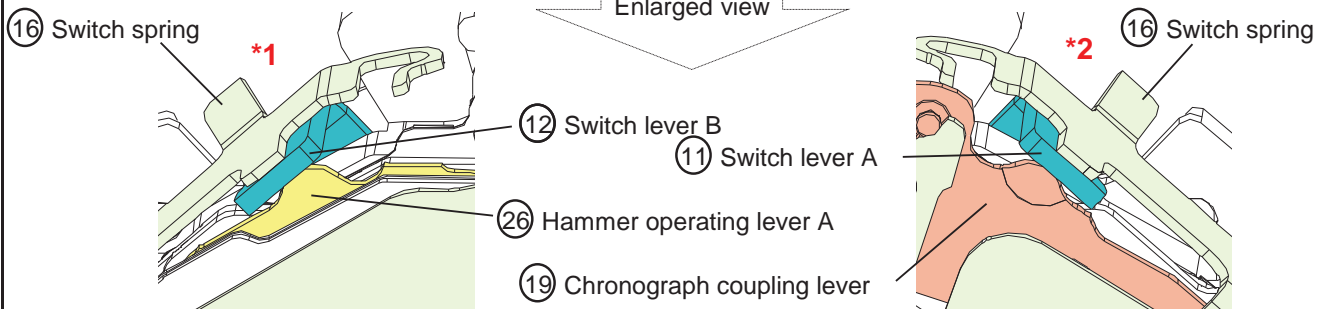 Enlarged view
16 Switch spring
*1
*2
16 Switch spring
12 Switch lever B
11 Switch lever A
26 Hammer operating lever A
19 Chronograph coupling lever